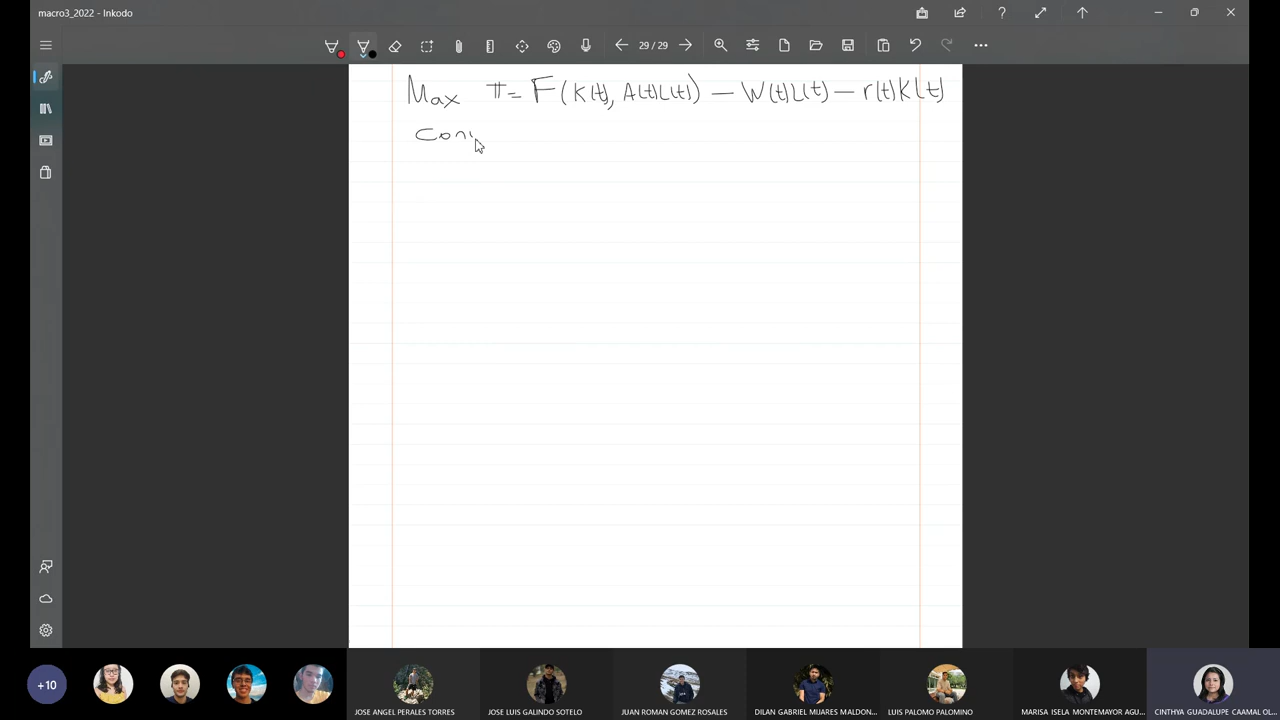 macro3_2022 - Inkodo
29 / 29
Max π = F(K(t), A(t)L(t)) - W(t)L(t) - r(t)K(t)
Con
+10
JOSE ANGEL PERALES TORRES
JOSE LUIS GALINDO SOTELO
JUAN ROMAN GOMEZ ROSALES
DILAN GABRIEL MIJARES MALDON...
LUIS PALOMO PALOMINO
MARISA ISELA MONTEMAYOR AGU...
CINTHYA GUADALUPE CAAMAL OL...